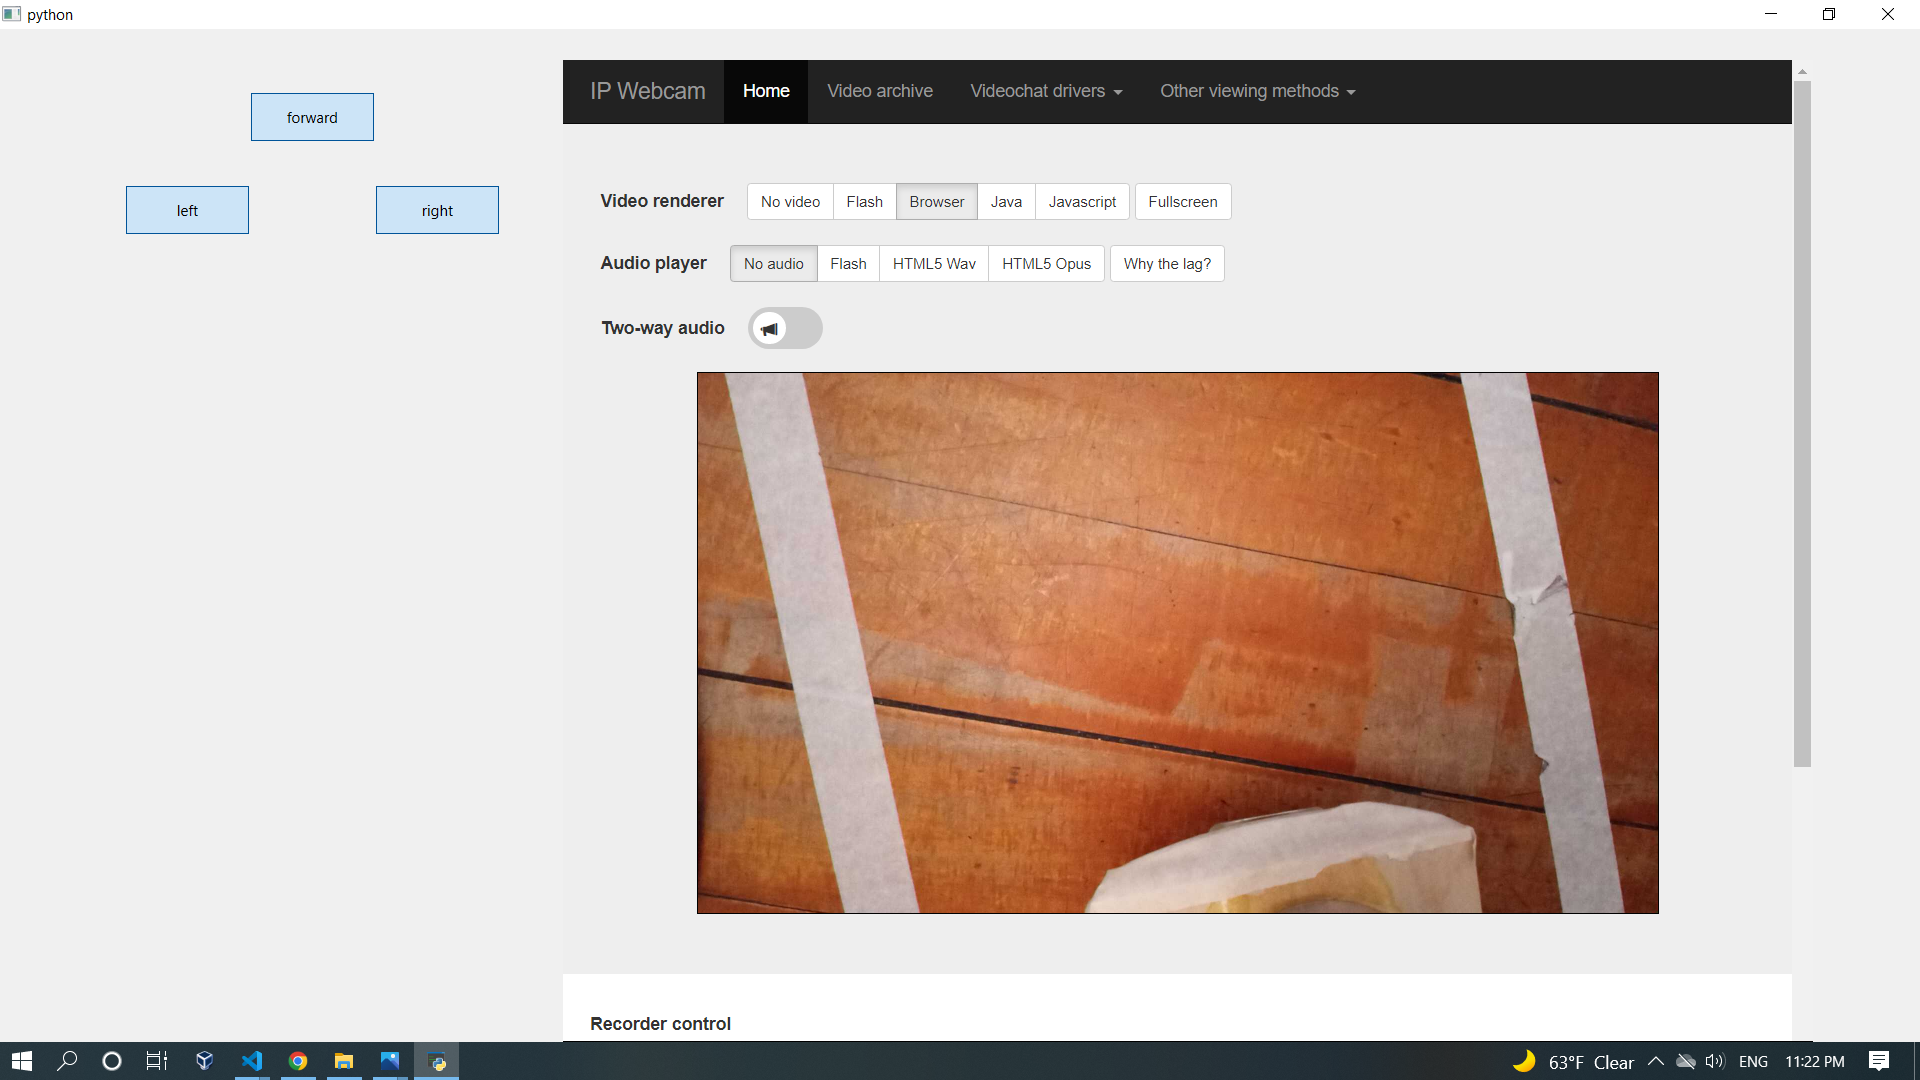 python
forward
left
right
IP Webcam Home Video archive Videochat drivers Other viewing methods
Video renderer No video Flash Browser Java Javascript Fullscreen
Audio player No audio Flash HTML5 Wav HTML5 Opus Why the lag?
Two-way audio
Recorder control
63°F Clear ENG 11:22 PM